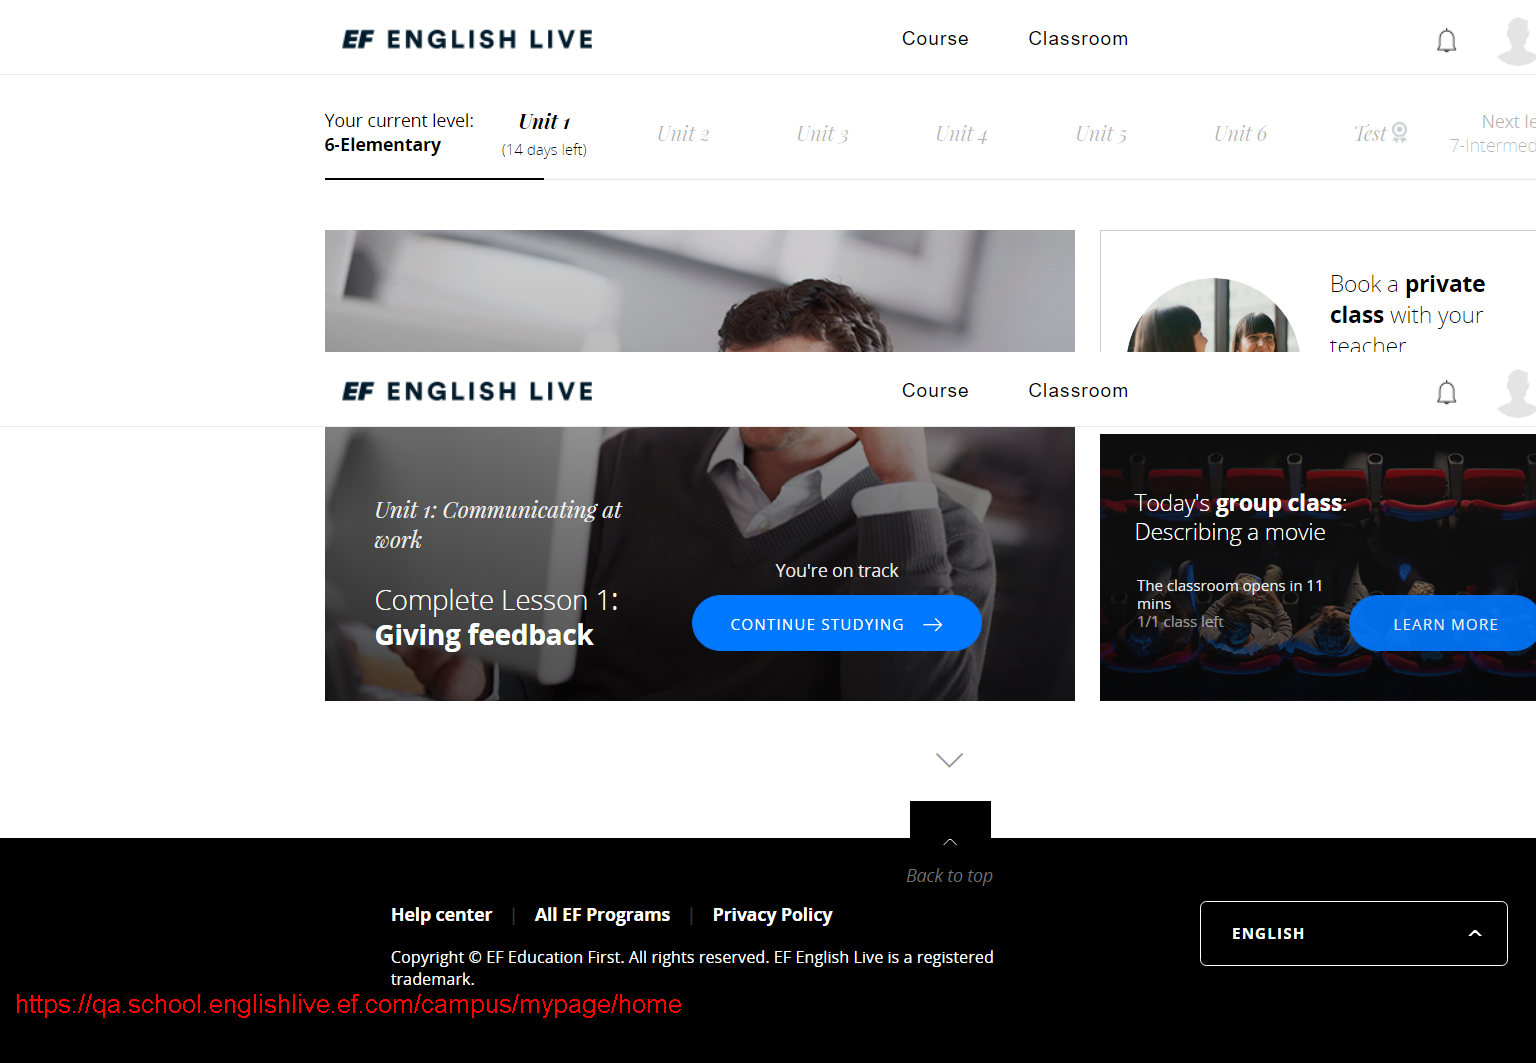 EF ENGLISH LIVE
Course
Classroom
Your current level:
6-Elementary
Unit 1
(14 days left)
Unit 2
Unit 3
Unit 4
Unit 5
Unit 6
Test
Next le
7-Intermed
Book a private
class with your
teacher
EF ENGLISH LIVE
Course
Classroom
Unit 1: Communicating at
work
Complete Lesson 1:
Giving feedback
You're on track
CONTINUE STUDYING
Today's group class:
Describing a movie
The classroom opens in 11
mins
1/1 class left
LEARN MORE
Back to top
Help center | All EF Programs | Privacy Policy
Copyright © EF Education First. All rights reserved. EF English Live is a registered
trademark.
ENGLISH
https://qa.school.englishlive.ef.com/campus/mypage/home